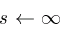 s ← ∞